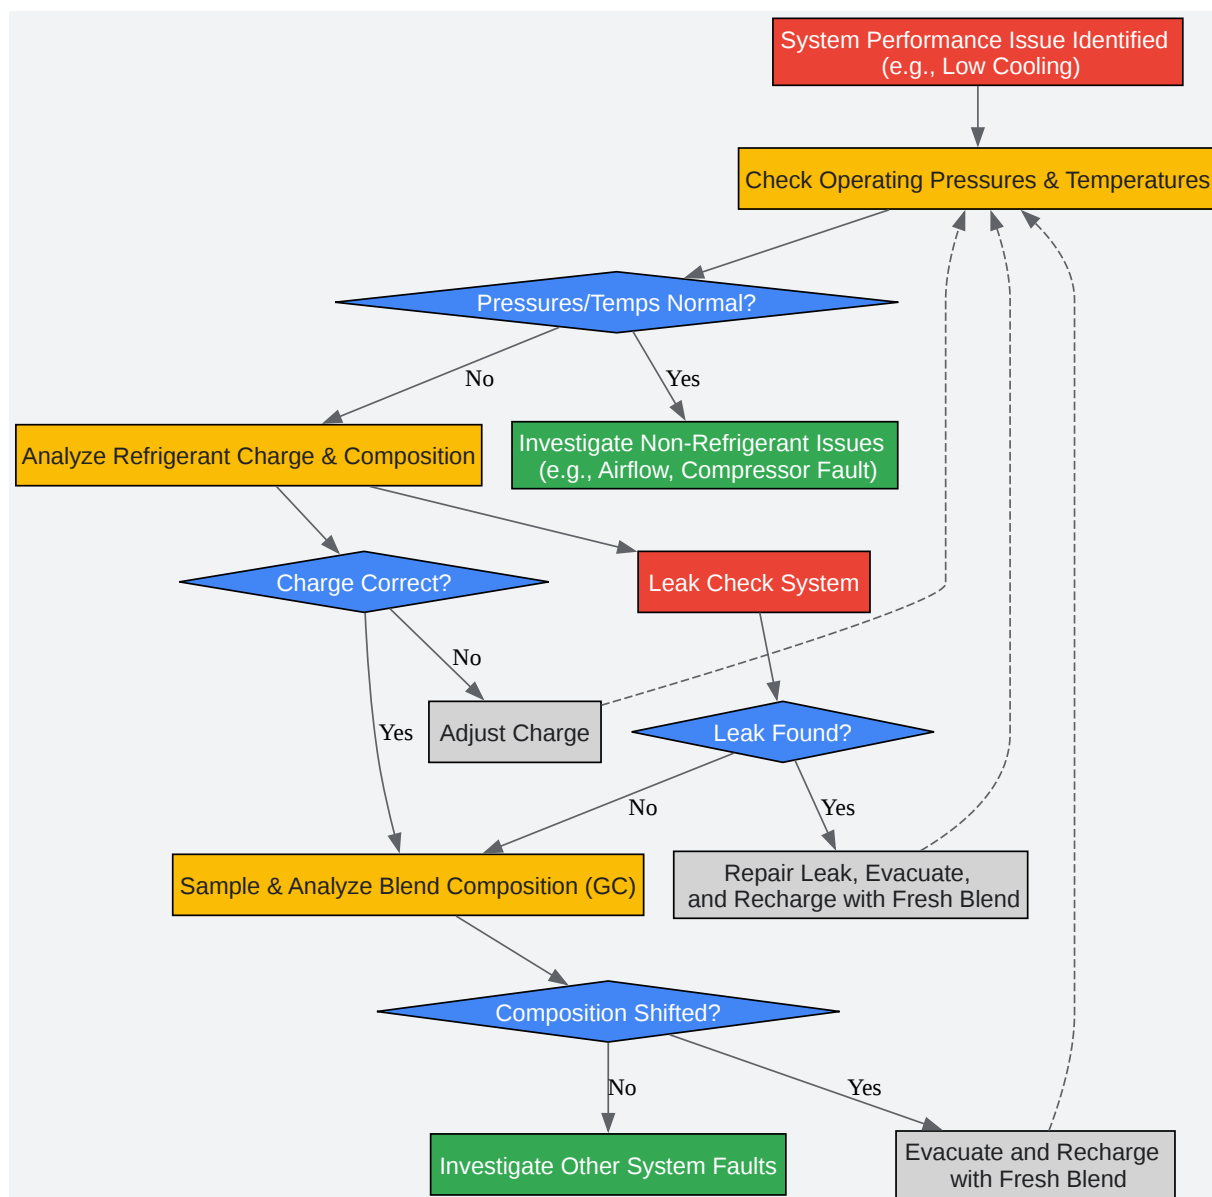 System Performance Issue Identified
(e.g., Low Cooling)
Check Operating Pressures & Temperatures
Pressures/Temps Normal?
No
Yes
Analyze Refrigerant Charge & Composition
Investigate Non-Refrigerant Issues
(e.g., Airflow, Compressor Fault)
Charge Correct?
Leak Check System
No
Yes
Adjust Charge
Leak Found?
No
Yes
Sample & Analyze Blend Composition (GC)
Repair Leak, Evacuate,
and Recharge with Fresh Blend
Composition Shifted?
No
Yes
Investigate Other System Faults
Evacuate and Recharge
with Fresh Blend